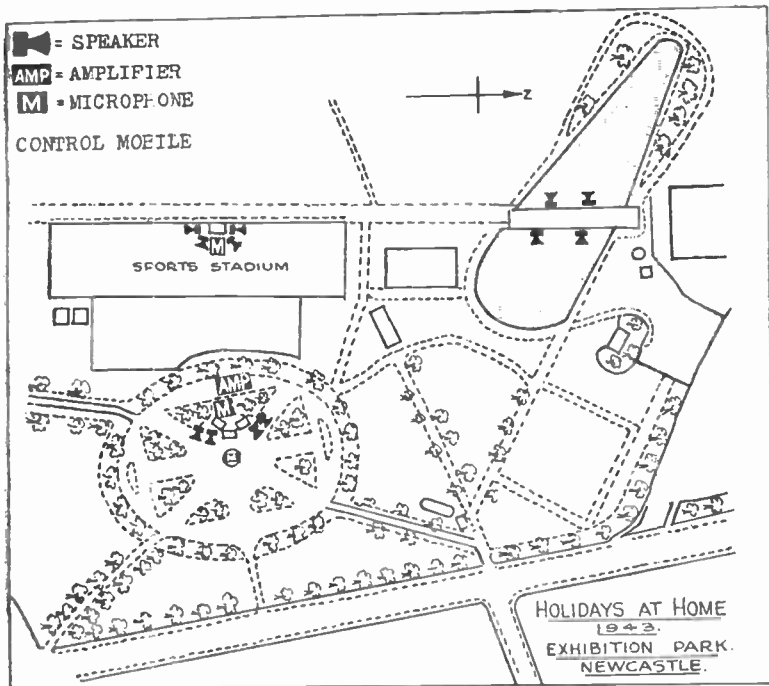 = SPEAKER
AMP = AMPLIFIER
M = MICROPHONE
CONTROL MOBILE
Z
M
SPORTS STADIUM
AMP
M
HOLIDAYS AT HOME
1943.
EXHIBITION PARK.
NEWCASTLE.